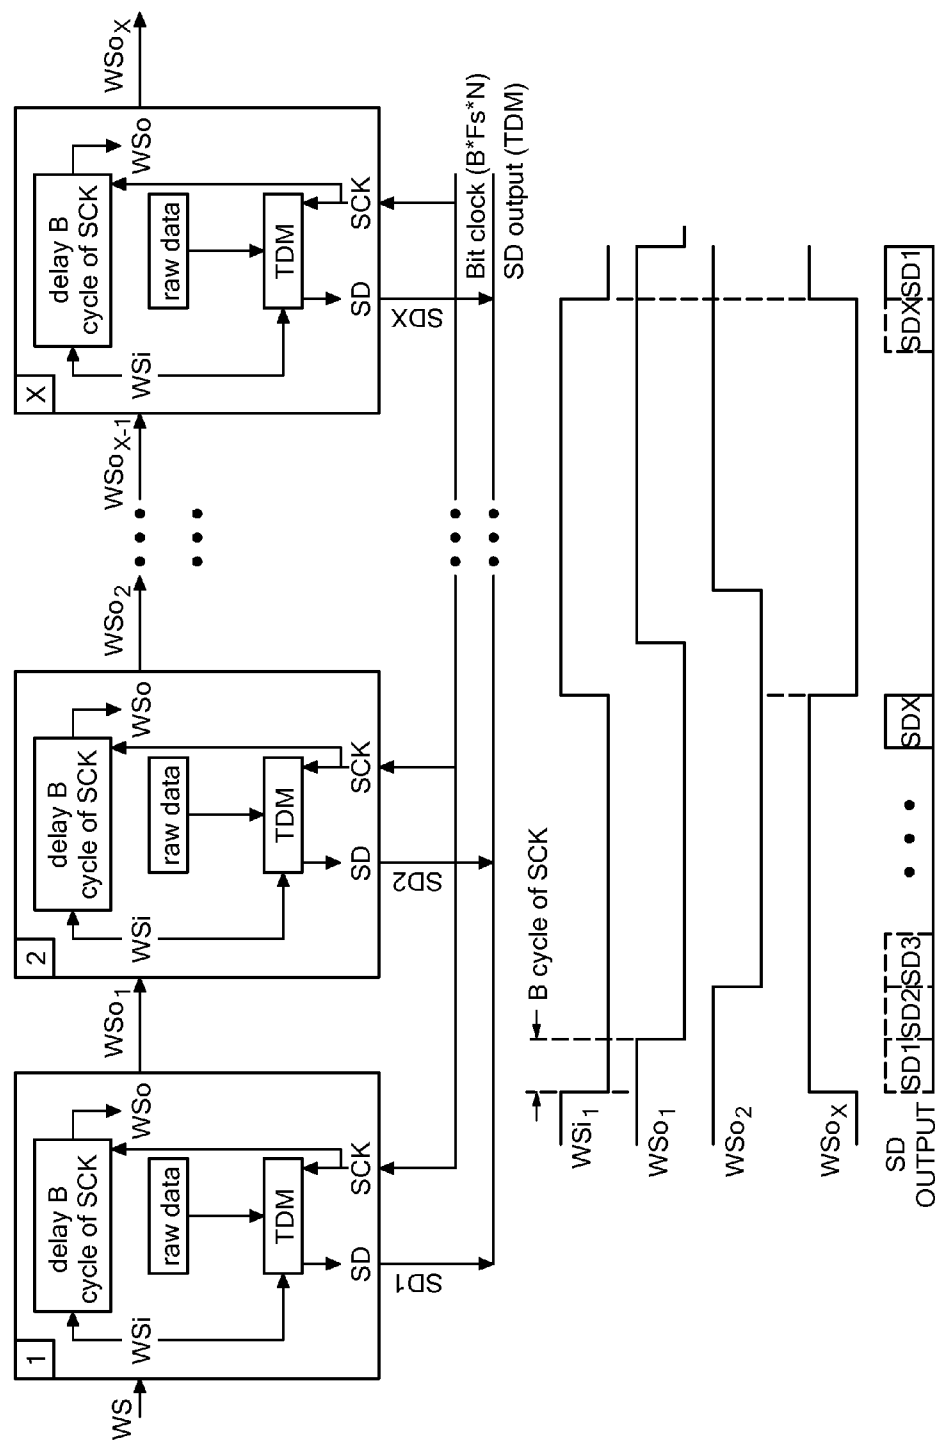 WS
1
WSi
delay B
cycle of SCK
WSo
raw data
TDM
SD
SCK
SD1
WSo1
2
WSi
delay B
cycle of SCK
WSo
raw data
TDM
SD
SCK
SD2
WSo2
WSoX-1
X
WSi
delay B
cycle of SCK
WSo
raw data
TDM
SD
SCK
SDX
WSoX
Bit clock (B*Fs*N)
SD output (TDM)
B cycle of SCK
WSi1
WSo1
WSo2
WSoX
SD
OUTPUT
SD1 SD2 SD3 SDX SDX SD1